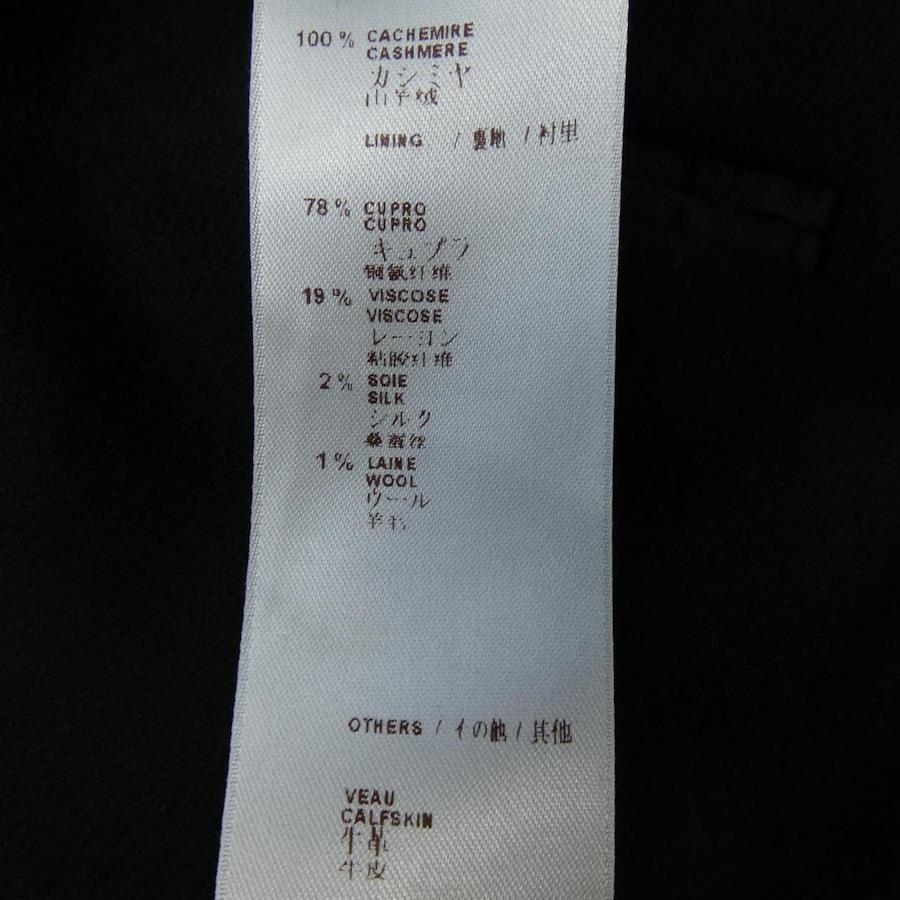 100 % CACHEMIRE
CASHMERE
カシミヤ
山羊绒
LINING / 裏地 / 衬里
78 % CUPRO
CUPRO
キュプラ
铜氨纤维
19 % VISCOSE
VISCOSE
レーヨン
粘胶纤维
2 % SOIE
SILK
シルク
桑蚕丝
1 % LAINE
WOOL
ウール
羊毛
OTHERS / その他 / 其他
VEAU
CALFSKIN
牛革
牛皮